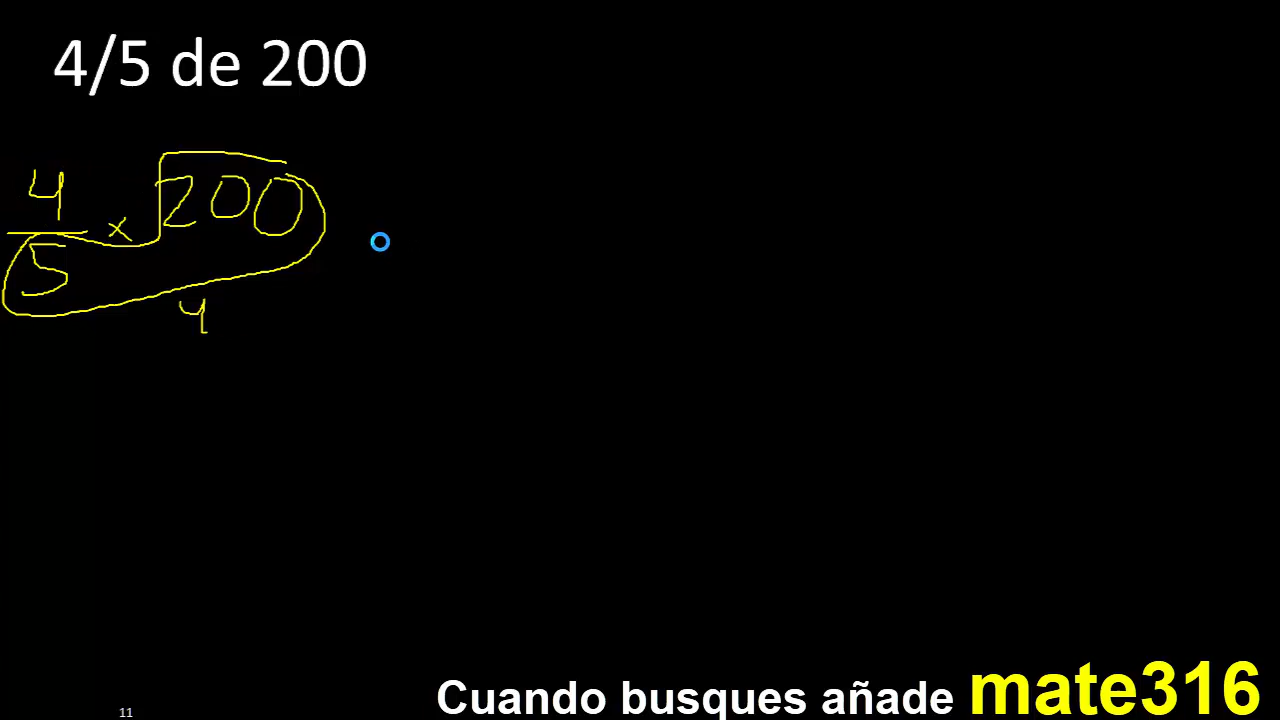 4/5 de 200
4
× 200
5
4
11
Cuando busques añade mate316